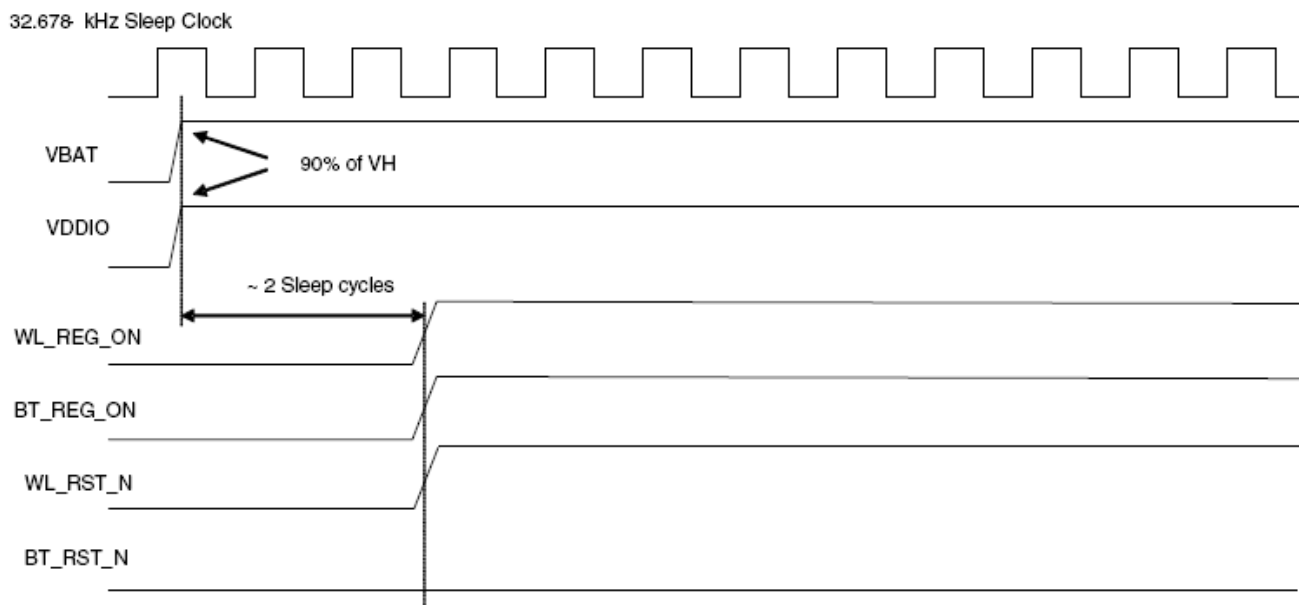 32.678- kHz Sleep Clock
VBAT
90% of VH
VDDIO
~ 2 Sleep cycles
WL_REG_ON
BT_REG_ON
WL_RST_N
BT_RST_N